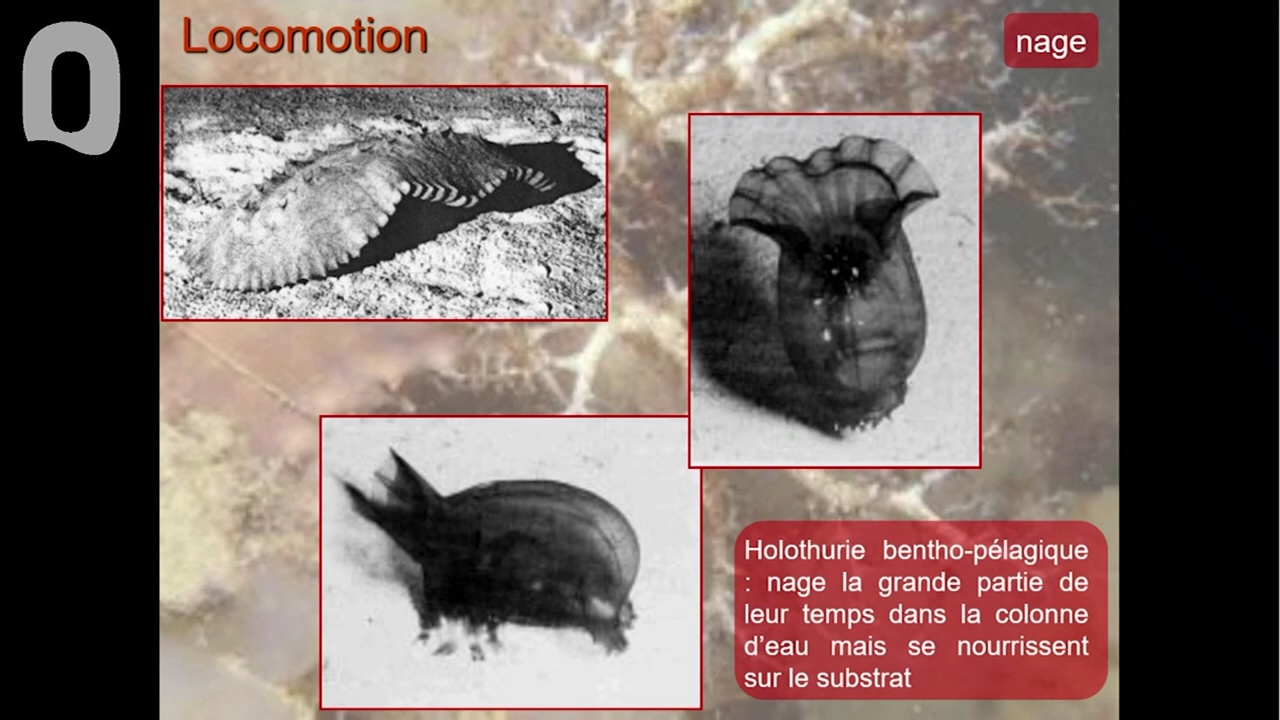 Locomotion
nage
Holothurie bentho-pélagique
: nage la grande partie de
leur temps dans la colonne
d'eau mais se nourrissent
sur le substrat